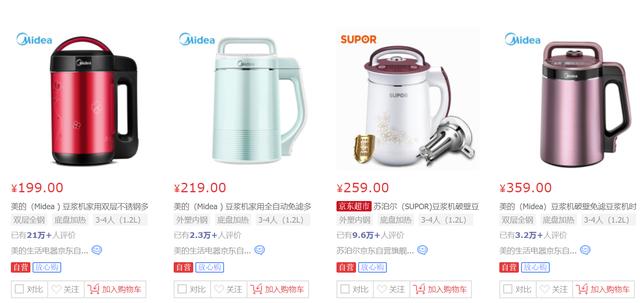 Midea
Midea
SUPOR
Midea
Midea
Midea
SUPOR
Midea
¥199.00
¥219.00
¥259.00
¥359.00
美的（Midea ) 豆浆机家用双层不锈钢多
美的（Midea ) 豆浆机家用全自动免滤多
京东超市 苏泊尔（SUPOR)豆浆机破壁豆
美的（Midea）豆浆机破壁免滤豆浆机时
双层全钢 底盘加热 3-4人（1.2L）
外塑内钢 底盘加热 3-4人（1.2L）
外塑内钢 底盘加热 3-4人（1.2L）
双层全钢 底盘加热 3-4人（1.2L）
已有21万+人评价
已有2.3万+人评价
已有9.6万+人评价
已有3.2万+人评价
美的生活电器京东自...
美的生活电器京东自...
苏泊尔京东自营旗舰...
美的生活电器京东自...
自营 放心购
自营 放心购
自营 放心购
自营 放心购
对比 关注 加入购物车
对比 关注 加入购物车
对比 关注 加入购物车
对比 关注 加入购物车